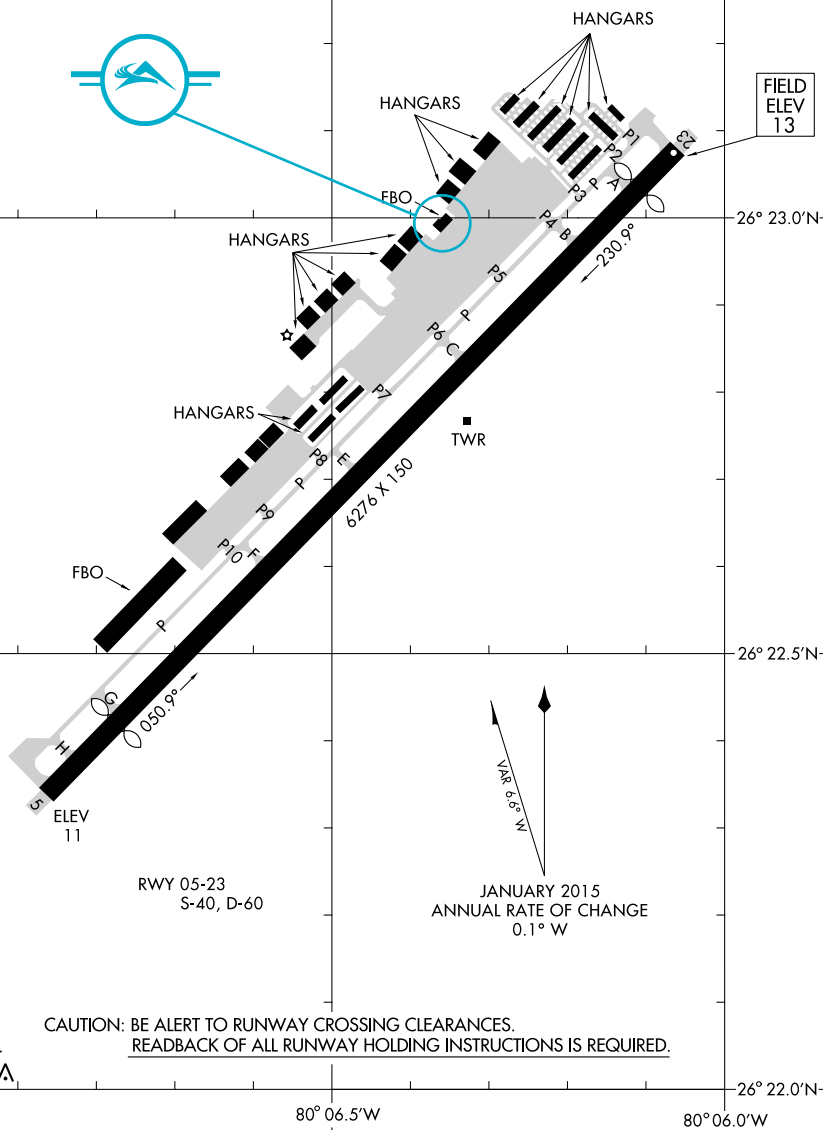 HANGARS
FIELD
ELEV
13
HANGARS
P1
23
P2
P3
P
A
FBO
P4
B
26° 23.0'N
HANGARS
230.9°
P5
P
P6
C
P7
HANGARS
TWR
P8
E
6276 X 150
P
P9
P10
F
FBO
P
26° 22.5'N
G
050.9°
H
5
ELEV
11
VAR 6.6° W
RWY 05-23
S-40, D-60
JANUARY 2015
ANNUAL RATE OF CHANGE
0.1° W
CAUTION: BE ALERT TO RUNWAY CROSSING CLEARANCES.
READBACK OF ALL RUNWAY HOLDING INSTRUCTIONS IS REQUIRED.
A
26° 22.0'N
80° 06.5'W
80° 06.0'W